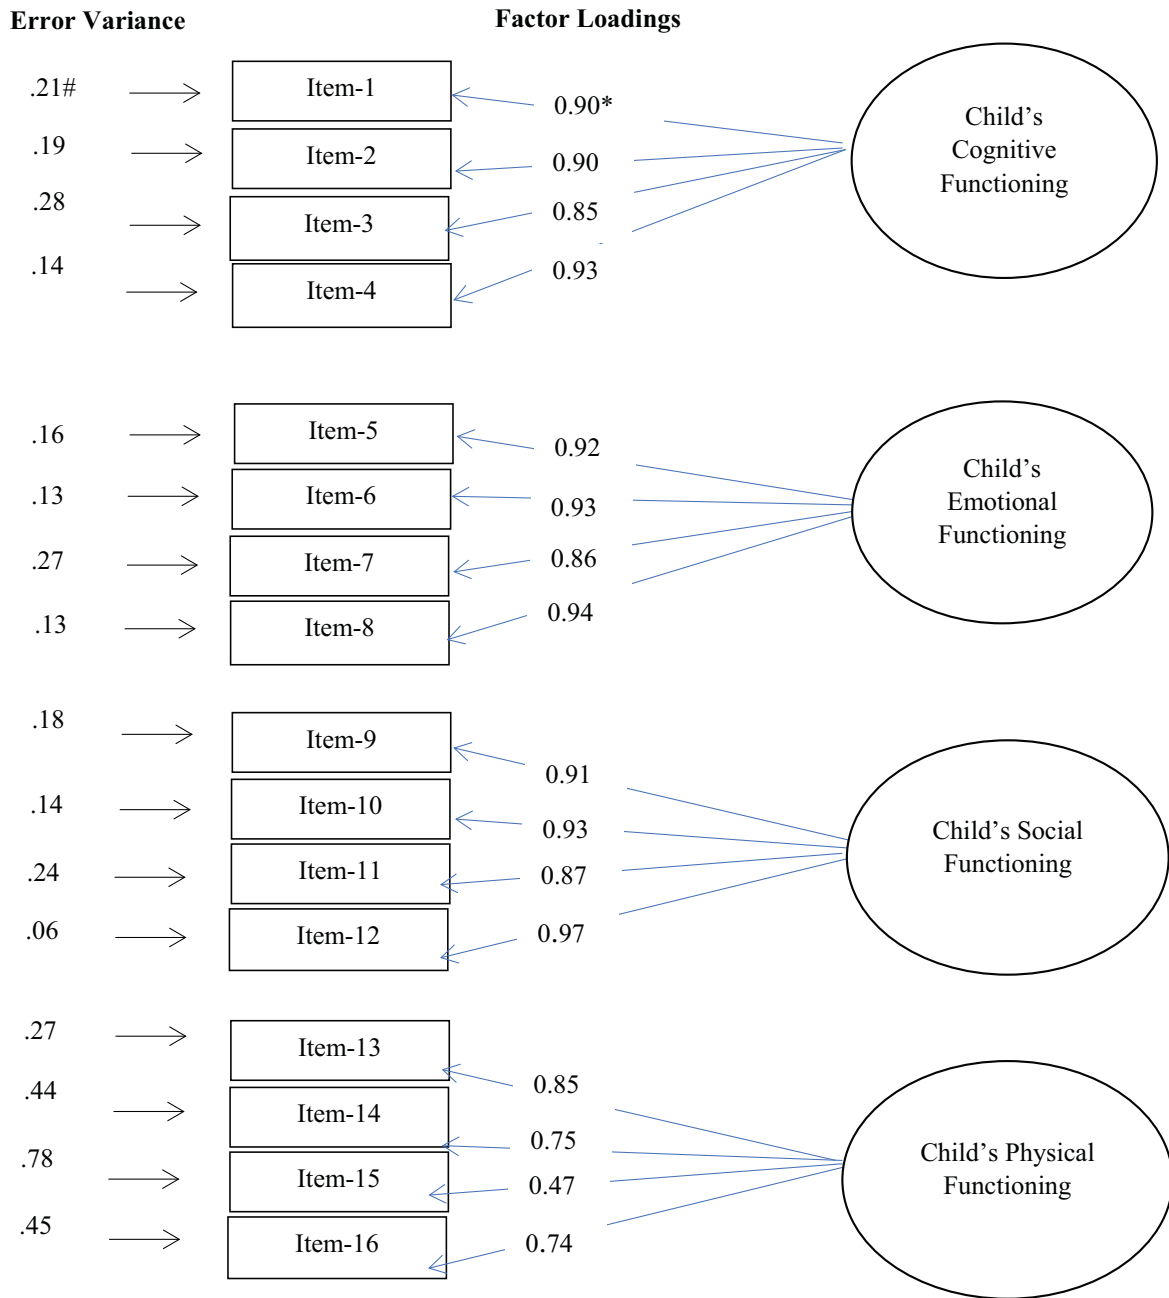 Error Variance
Factor Loadings
.21#
Item-1
0.90*
.19
Item-2
0.90
.28
Item-3
0.85
.14
Item-4
0.93
Child’s
Cognitive
Functioning
.16
Item-5
0.92
.13
Item-6
0.93
.27
Item-7
0.86
.13
Item-8
0.94
Child’s
Emotional
Functioning
.18
Item-9
0.91
.14
Item-10
0.93
.24
Item-11
0.87
.06
Item-12
0.97
Child’s Social
Functioning
.27
Item-13
0.85
.44
Item-14
0.75
.78
Item-15
0.47
.45
Item-16
0.74
Child’s Physical
Functioning